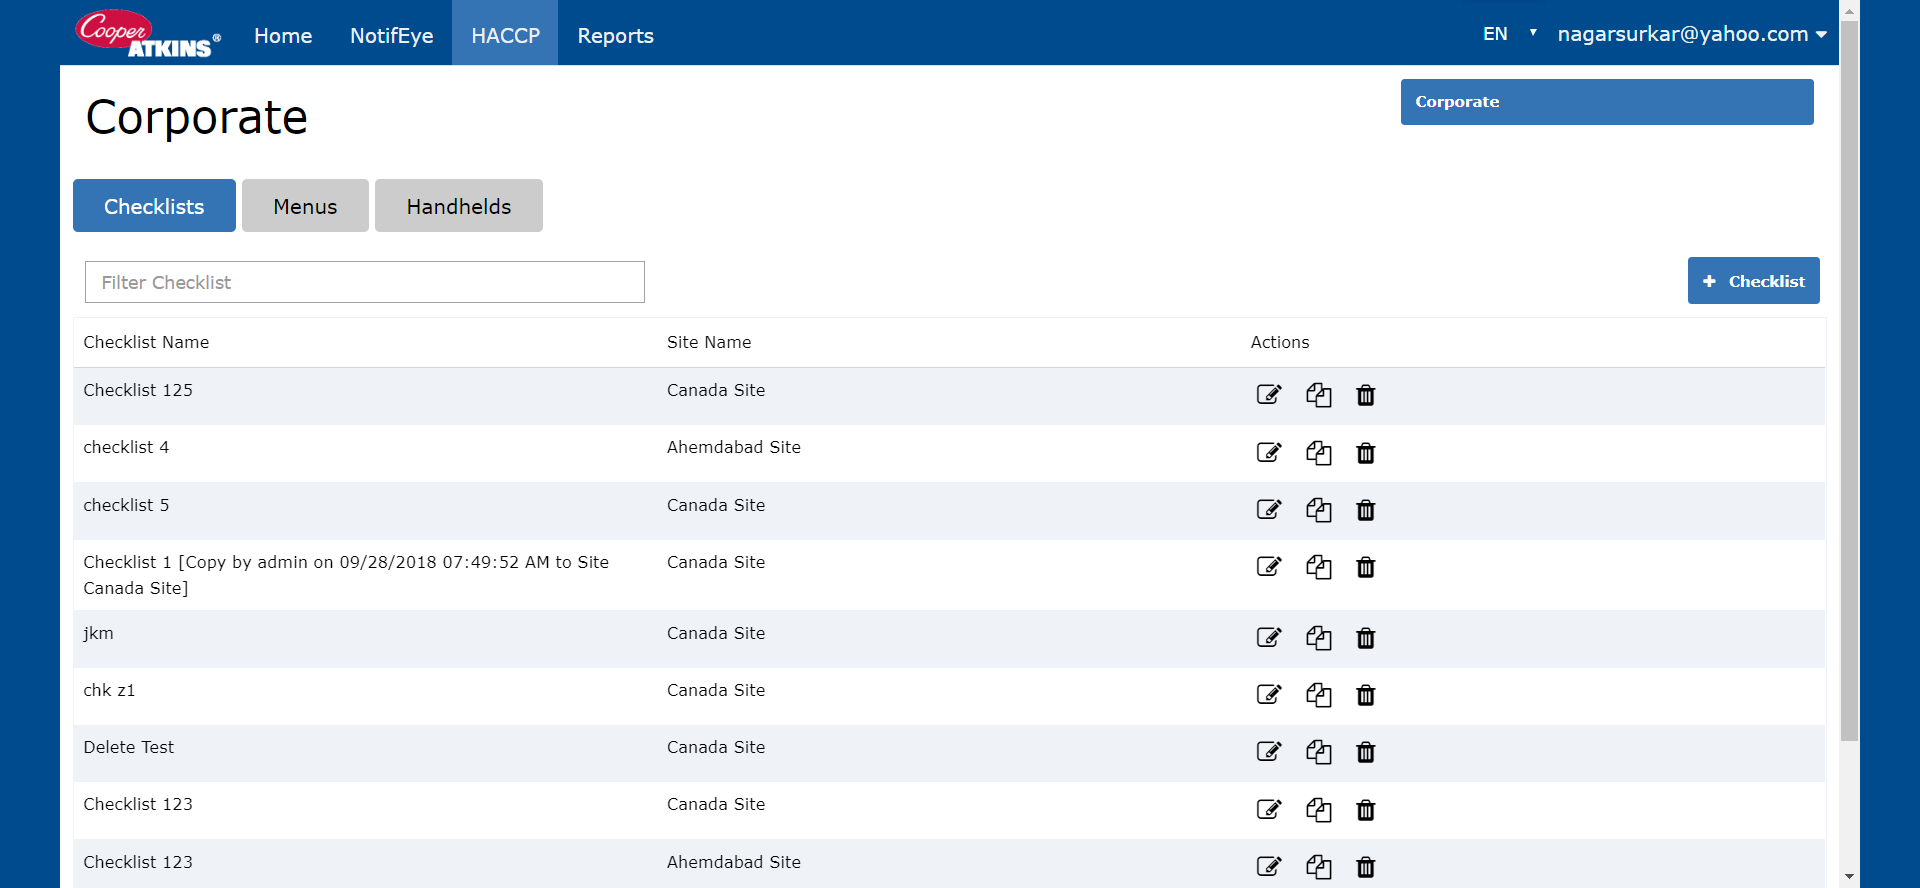 Cooper
ATKINS®
Home NotifEye HACCP Reports
EN nagarsurkar@yahoo.com
Corporate
Corporate
Checklists Menus Handhelds
Filter Checklist
+ Checklist
Checklist Name Site Name Actions
Checklist 125 Canada Site
checklist 4 Ahemdabad Site
checklist 5 Canada Site
Checklist 1 [Copy by admin on 09/28/2018 07:49:52 AM to Site Canada Site
Canada Site]
jkm Canada Site
chk z1 Canada Site
Delete Test Canada Site
Checklist 123 Canada Site
Checklist 123 Ahemdabad Site